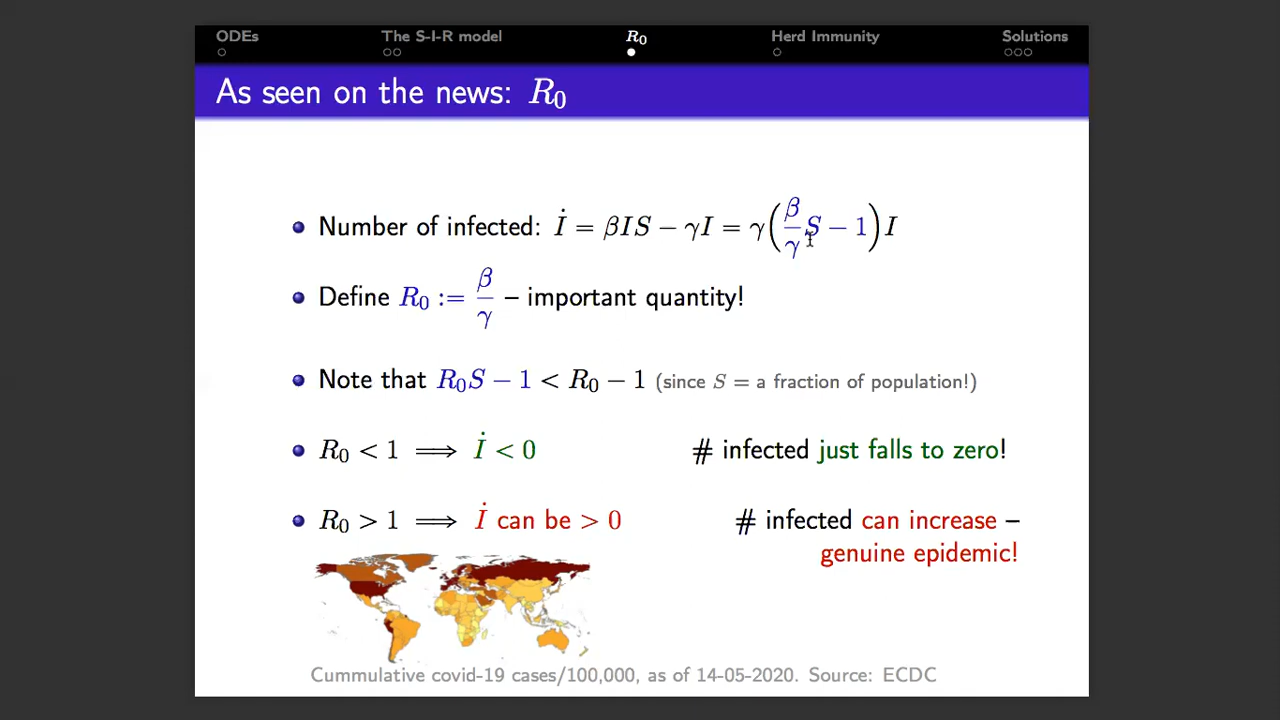 ODEs The S-I-R model R₀ Herd Immunity Solutions
As seen on the news: R₀
Number of infected: İ = βIS − γI = γ(β/γ S − 1)I
Define R₀ := β/γ – important quantity!
Note that R₀S − 1 < R₀ − 1 (since S = a fraction of population!)
R₀ < 1 ⟹ İ < 0 # infected just falls to zero!
R₀ > 1 ⟹ İ can be > 0 # infected can increase –
genuine epidemic!
Cummulative covid-19 cases/100,000, as of 14-05-2020. Source: ECDC